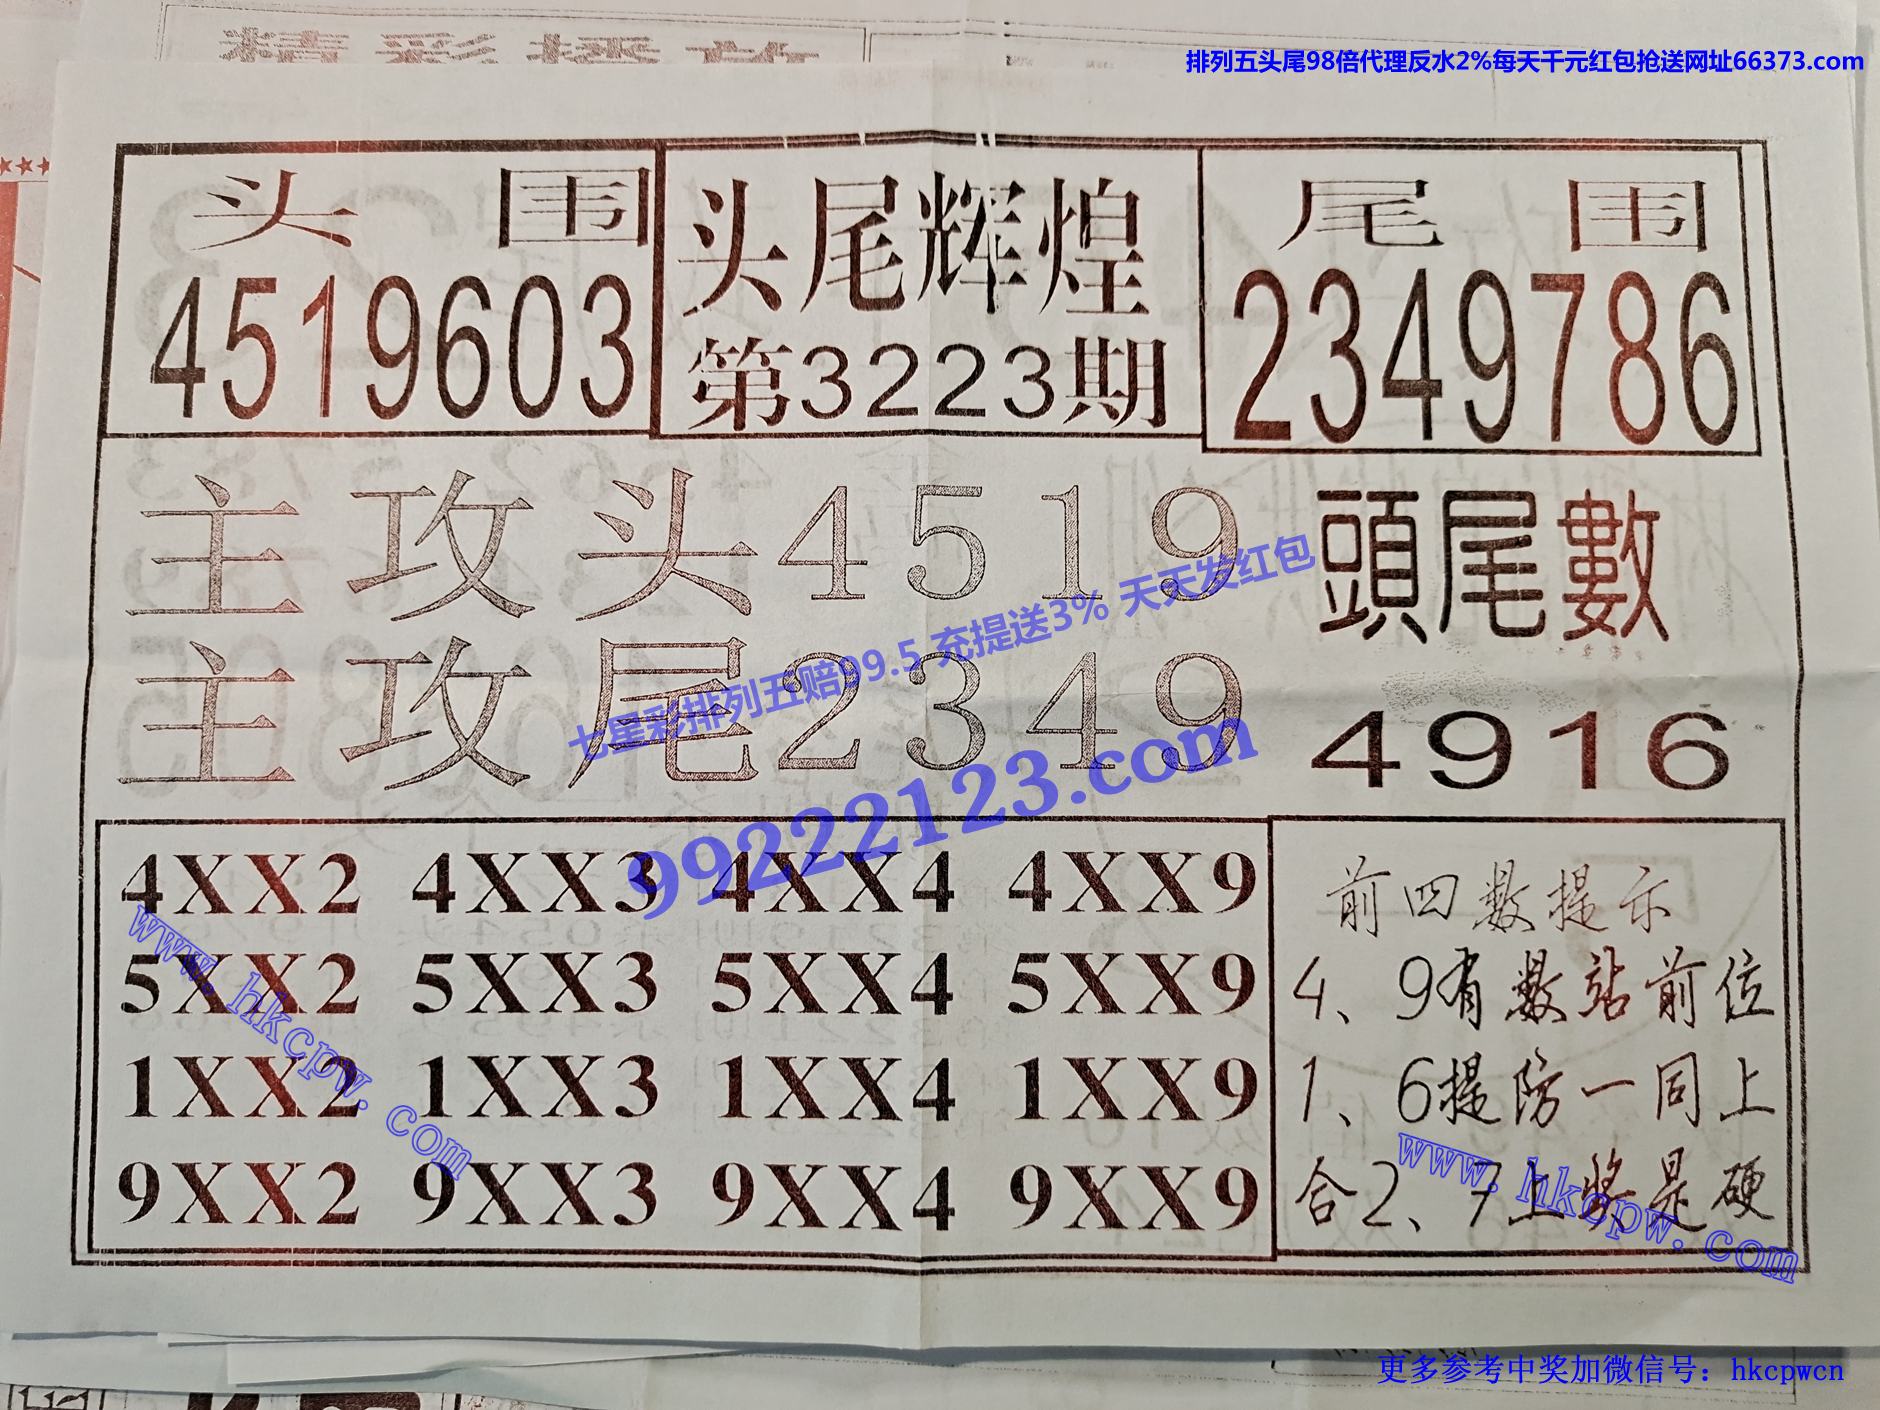 精彩播放
排列五头尾98倍代理反水2%每天千元红包抢送网址66373.com
头 围
4519603
头尾辉煌
第3223期
尾 围
2349786
主攻头4519
主攻尾2349
頭尾數
4916
七星彩排列五赔99.5 充提送3% 天天发红包
99222123.com
4XX2 4XX3 4XX4 4XX9
5XX2 5XX3 5XX4 5XX9
1XX2 1XX3 1XX4 1XX9
9XX2 9XX3 9XX4 9XX9
前四数提示
4、9有数站前位
1、6提防一同上
合2、7上将是硬
www.hkcpw.com
www.hkcpw.com
更多参考中奖加微信号：hkcpwcn